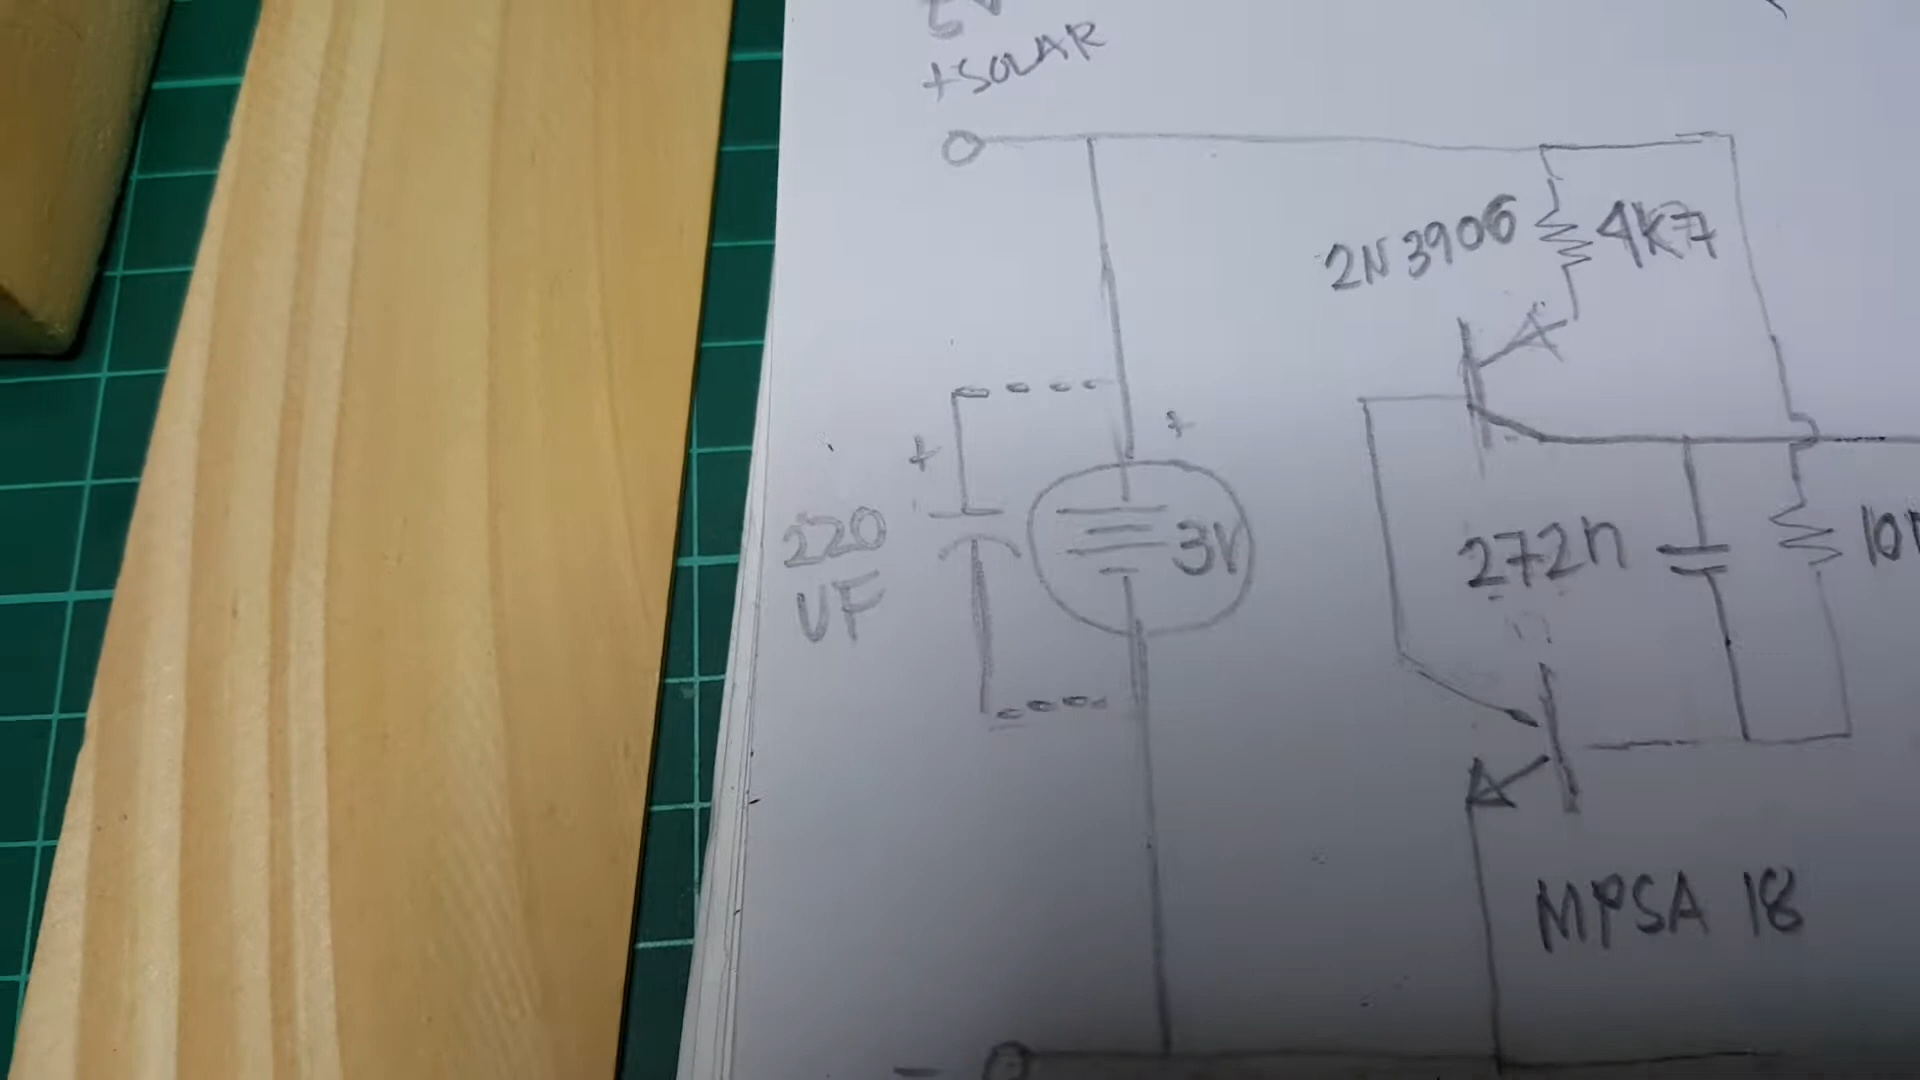 +SOLAR
2N3906
4K7
+
+
220
UF
3V
272n
MPSA 18
-